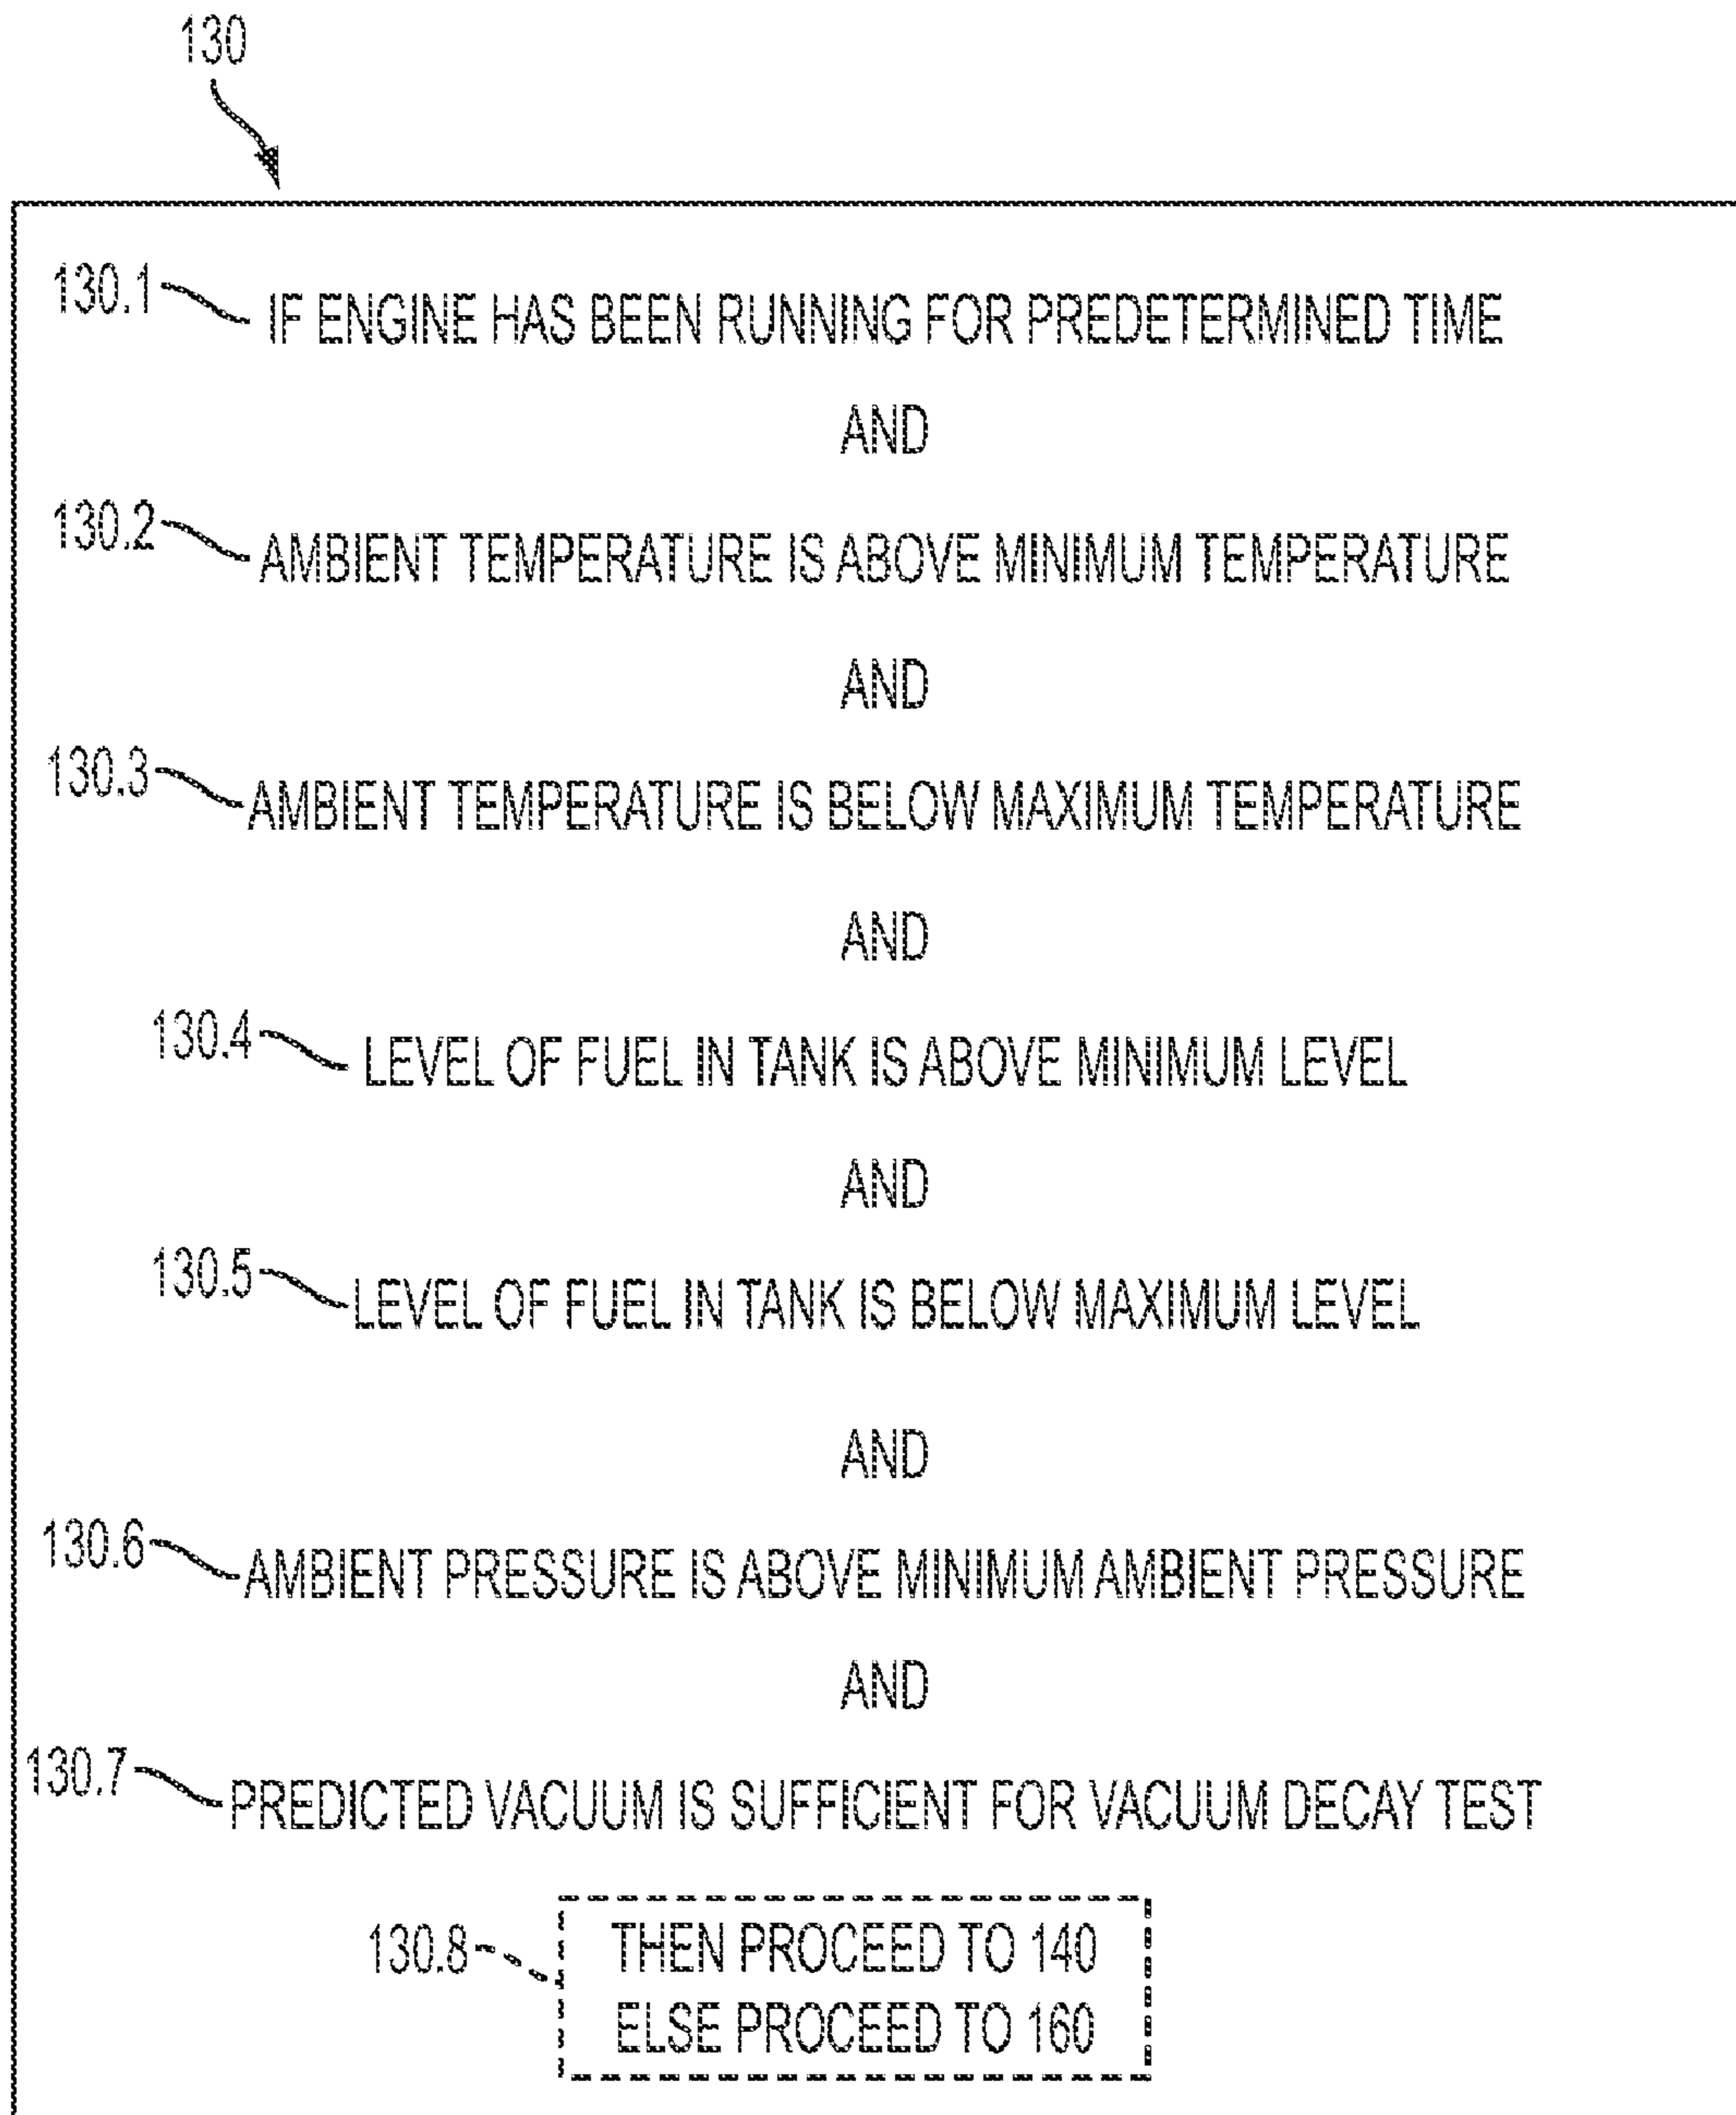 130
130.1 IF ENGINE HAS BEEN RUNNING FOR PREDETERMINED TIME
AND
130.2 AMBIENT TEMPERATURE IS ABOVE MINIMUM TEMPERATURE
AND
130.3 AMBIENT TEMPERATURE IS BELOW MAXIMUM TEMPERATURE
AND
130.4 LEVEL OF FUEL IN TANK IS ABOVE MINIMUM LEVEL
AND
130.5 LEVEL OF FUEL IN TANK IS BELOW MAXIMUM LEVEL
AND
130.6 AMBIENT PRESSURE IS ABOVE MINIMUM AMBIENT PRESSURE
AND
130.7 PREDICTED VACUUM IS SUFFICIENT FOR VACUUM DECAY TEST
130.8 THEN PROCEED TO 140
ELSE PROCEED TO 160